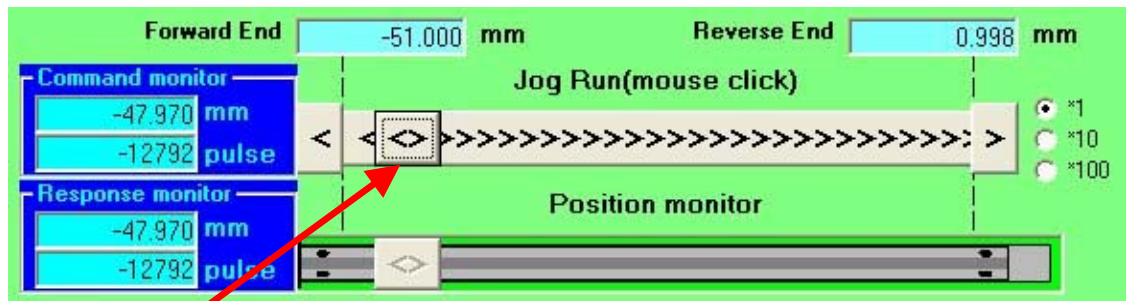 Forward End -51.000 mm Reverse End 0.998 mm
Command monitor
-47.970 mm
-12792 pulse
Jog Run(mouse click)
< < <> >>>>>>>>>>>>>>>>>>>>>>>>>>>>>> >
*1
*10
*100
Response monitor
-47.970 mm
-12792 pulse
Position monitor
<>